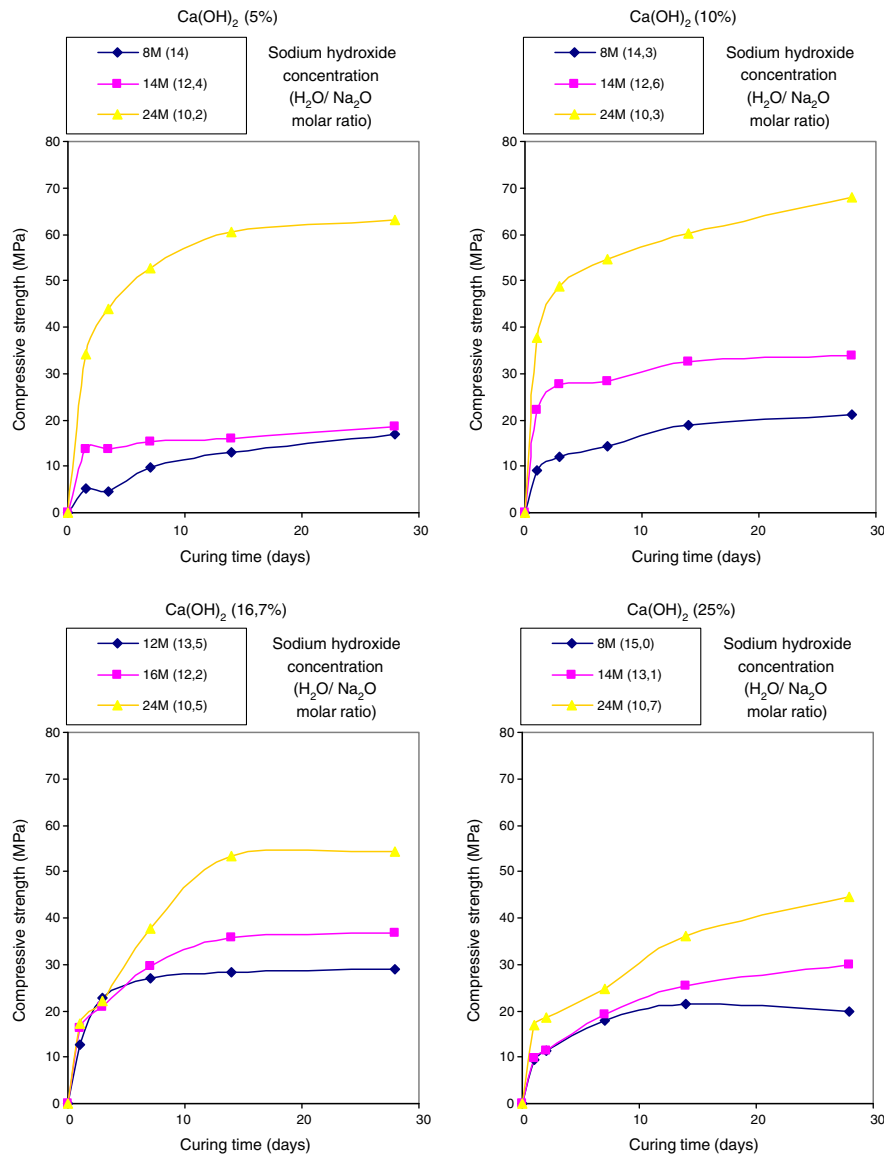 Ca(OH)₂ (5%)
8M (14)
14M (12,4)
24M (10,2)
Sodium hydroxide
concentration
(H₂O/ Na₂O
molar ratio)
80
70
60
50
40
30
20
10
0
Compressive strength (MPa)
0 10 20 30
Curing time (days)
Ca(OH)₂ (10%)
8M (14,3)
14M (12,6)
24M (10,3)
Sodium hydroxide
concentration
(H₂O/ Na₂O
molar ratio)
80
70
60
50
40
30
20
10
0
Compressive strength (MPa)
0 10 20 30
Curing time (days)
Ca(OH)₂ (16,7%)
12M (13,5)
16M (12,2)
24M (10,5)
Sodium hydroxide
concentration
(H₂O/ Na₂O
molar ratio)
80
70
60
50
40
30
20
10
0
Compressive strength (MPa)
0 10 20 30
Curing time (days)
Ca(OH)₂ (25%)
8M (15,0)
14M (13,1)
24M (10,7)
Sodium hydroxide
concentration
(H₂O/ Na₂O
molar ratio)
80
70
60
50
40
30
20
10
0
Compressive strength (MPa)
0 10 20 30
Curing time (days)